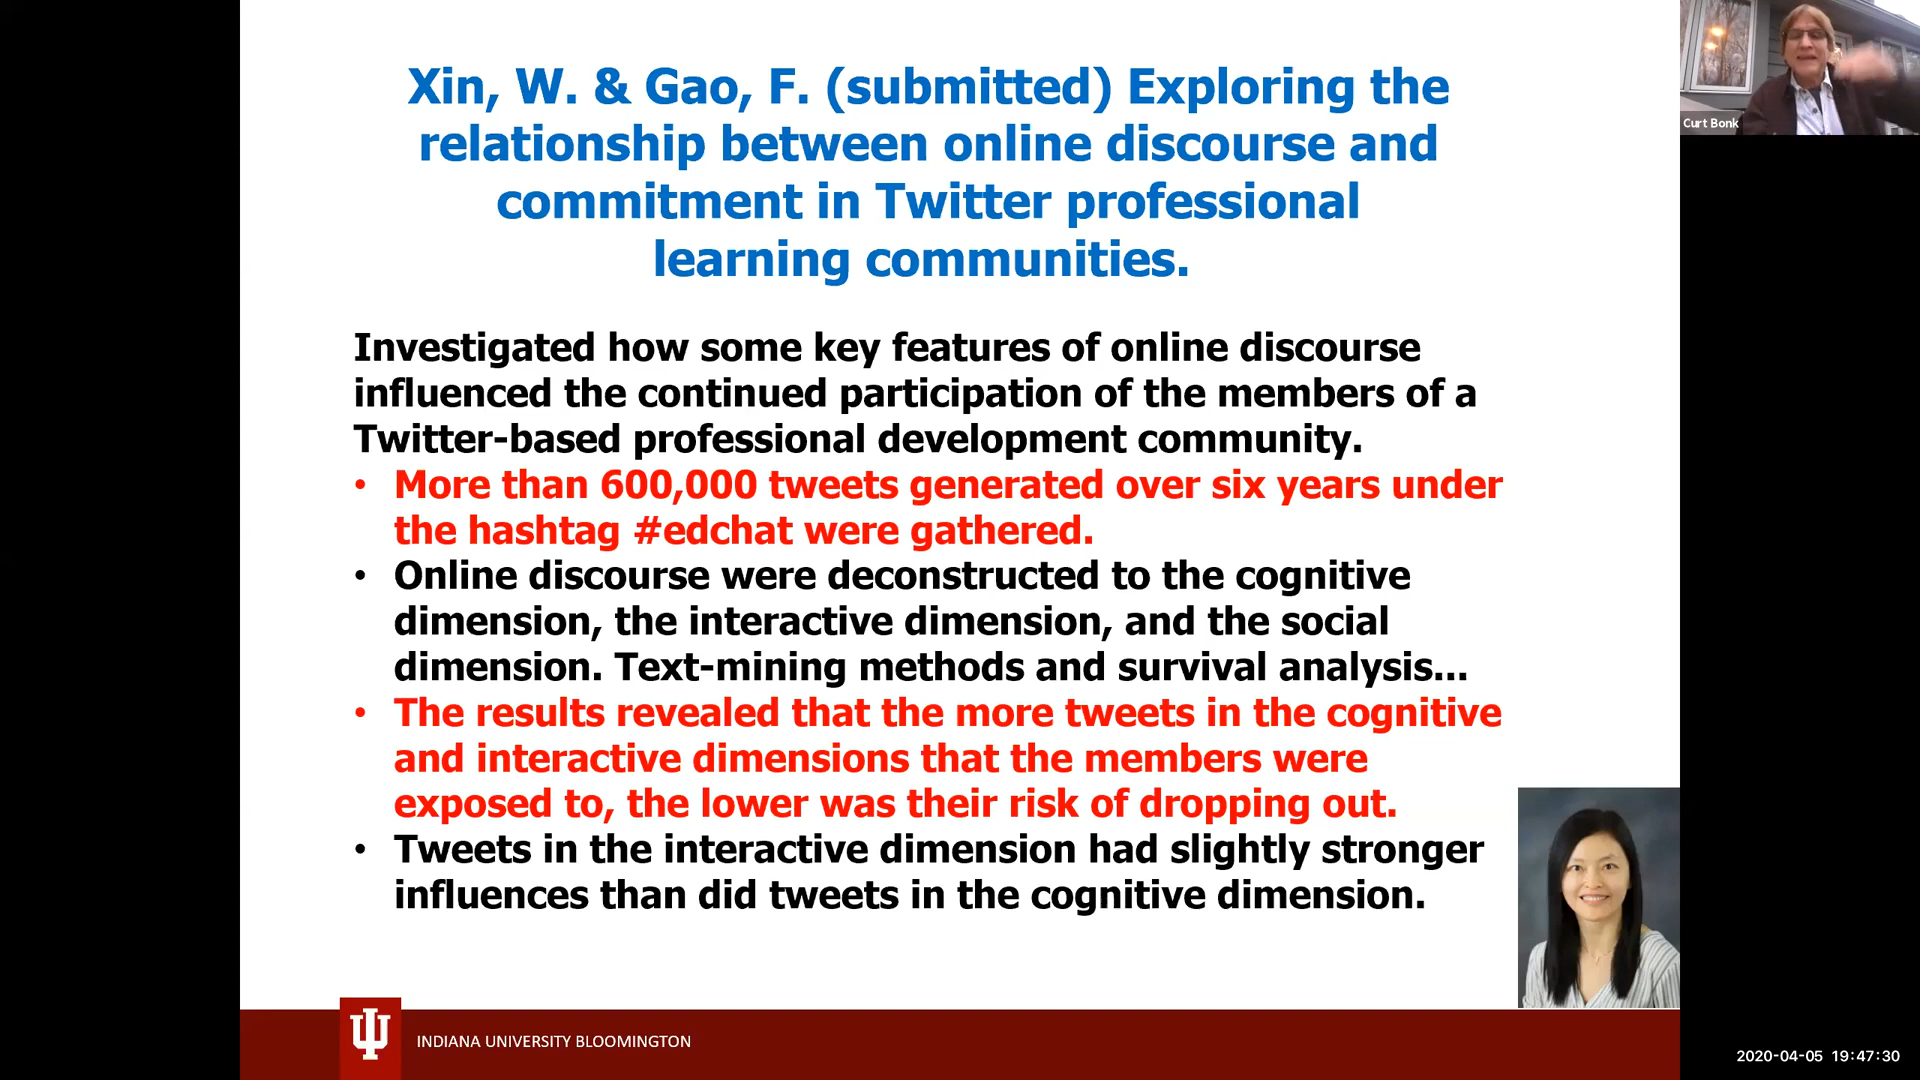 Xin, W. & Gao, F. (submitted) Exploring the
relationship between online discourse and
commitment in Twitter professional
learning communities.
Curt Bonk
Investigated how some key features of online discourse
influenced the continued participation of the members of a
Twitter-based professional development community.
• More than 600,000 tweets generated over six years under
the hashtag #edchat were gathered.
• Online discourse were deconstructed to the cognitive
dimension, the interactive dimension, and the social
dimension. Text-mining methods and survival analysis...
• The results revealed that the more tweets in the cognitive
and interactive dimensions that the members were
exposed to, the lower was their risk of dropping out.
• Tweets in the interactive dimension had slightly stronger
influences than did tweets in the cognitive dimension.
INDIANA UNIVERSITY BLOOMINGTON
2020-04-05 19:47:30